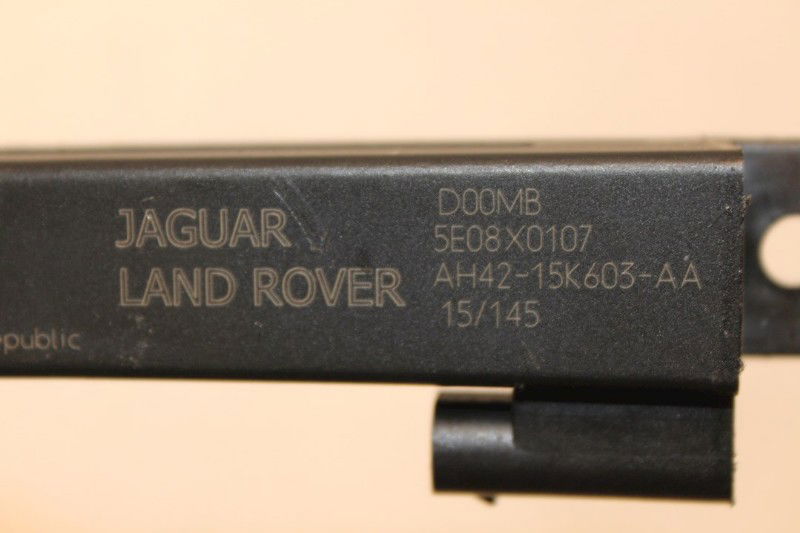 JAGUAR
LAND ROVER
D00MB
5E08X0107
AH42-15K603-AA
15/145
epublic